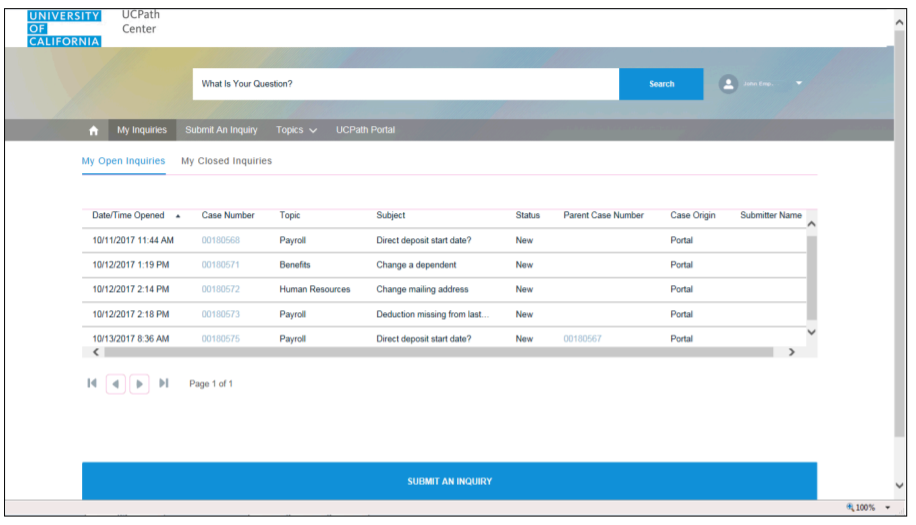 UNIVERSITY
OF
CALIFORNIA
UCPath
Center
What Is Your Question? Search John Emp...
My Inquiries Submit An Inquiry Topics UCPath Portal
My Open Inquiries My Closed Inquiries
Date/Time Opened Case Number Topic Subject Status Parent Case Number Case Origin Submitter Name
10/11/2017 11:44 AM 00180568 Payroll Direct deposit start date? New Portal
10/12/2017 1:19 PM 00180571 Benefits Change a dependent New Portal
10/12/2017 2:14 PM 00180572 Human Resources Change mailing address New Portal
10/12/2017 2:18 PM 00180573 Payroll Deduction missing from last... New Portal
10/13/2017 8:36 AM 00180575 Payroll Direct deposit start date? New 00180567 Portal
Page 1 of 1
SUBMIT AN INQUIRY
100%